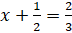 x + 1/2 = 2/3